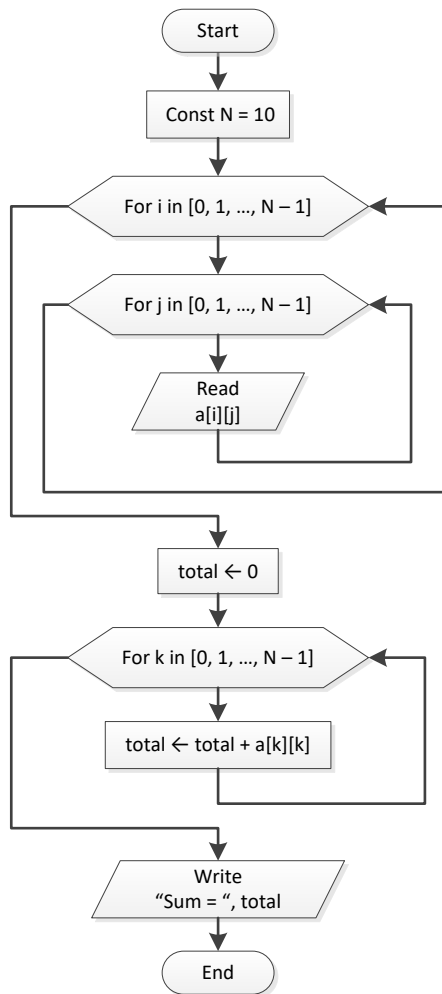 Start
Const N = 10
For i in [0, 1, …, N – 1]
For j in [0, 1, …, N – 1]
Read
a[i][j]
total ← 0
For k in [0, 1, …, N – 1]
total ← total + a[k][k]
Write
“Sum = “, total
End